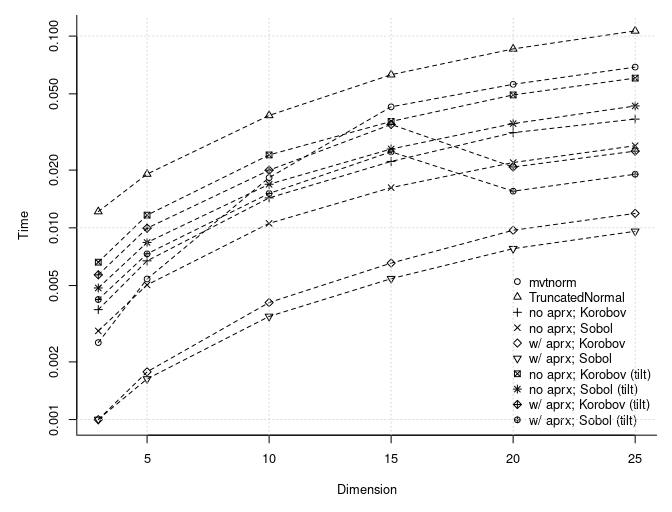 0.100
0.050
0.020
0.010
0.005
0.002
0.001
Time
5
10
15
20
25
Dimension
mvtnorm
TruncatedNormal
no aprx; Korobov
no aprx; Sobol
w/ aprx; Korobov
w/ aprx; Sobol
no aprx; Korobov (tilt)
no aprx; Sobol (tilt)
w/ aprx; Korobov (tilt)
w/ aprx; Sobol (tilt)